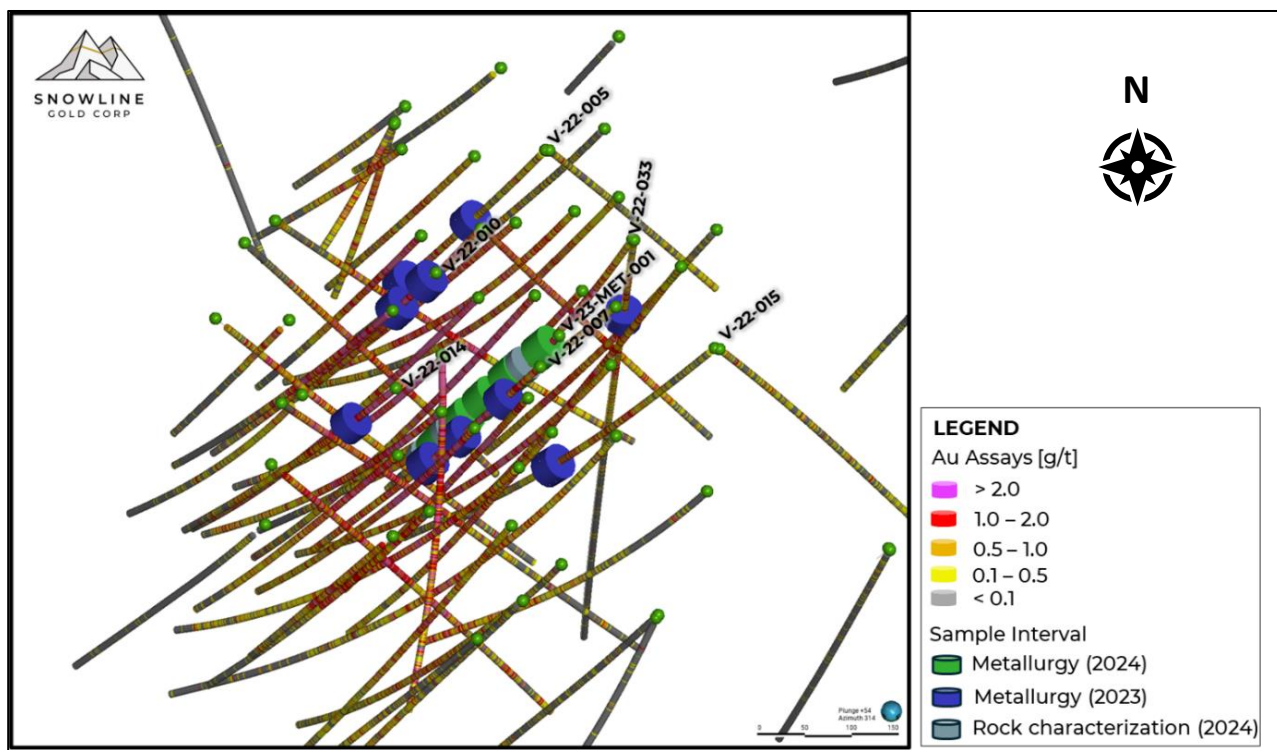 SNOWLINE
GOLD CORP
V-22-005
V-22-033
V-22-010
V-23-MET-001
V-22-007
V-22-015
V-22-014
Plunge +54
Azimuth 314
0 50 100 150
N
LEGEND
Au Assays [g/t]
> 2.0
1.0 – 2.0
0.5 – 1.0
0.1 – 0.5
< 0.1
Sample Interval
Metallurgy (2024)
Metallurgy (2023)
Rock characterization (2024)